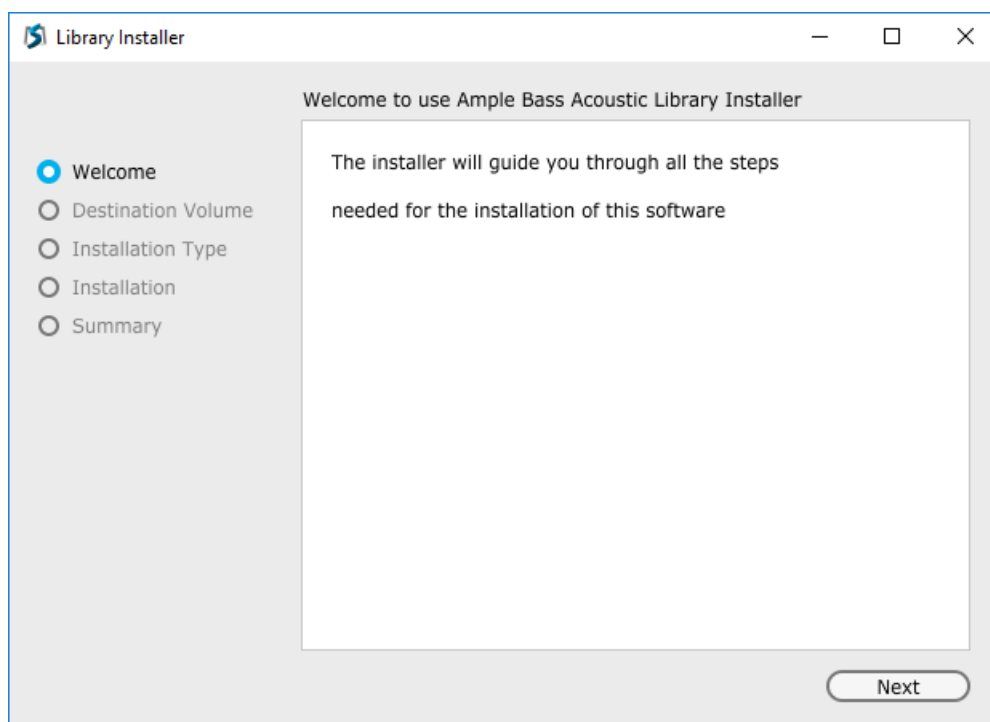 Library Installer
Welcome to use Ample Bass Acoustic Library Installer
Welcome
Destination Volume
Installation Type
Installation
Summary
The installer will guide you through all the steps
needed for the installation of this software
Next